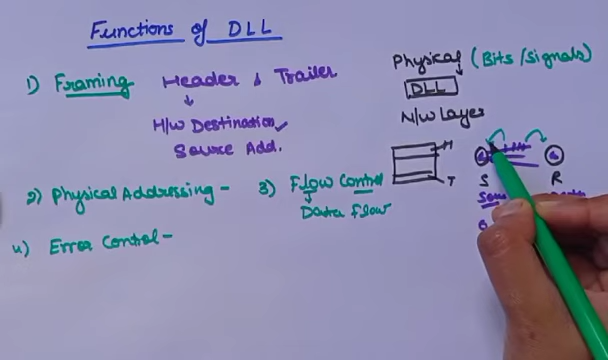 Functions of DLL
1) Framing Header & Trailer
H/w Destination
Source Add.
Physical (Bits/Signals)
DLL
N/w Layer
H
T
S R
2) Physical Addressing - 3) Flow Control
Data Flow
4) Error Control -